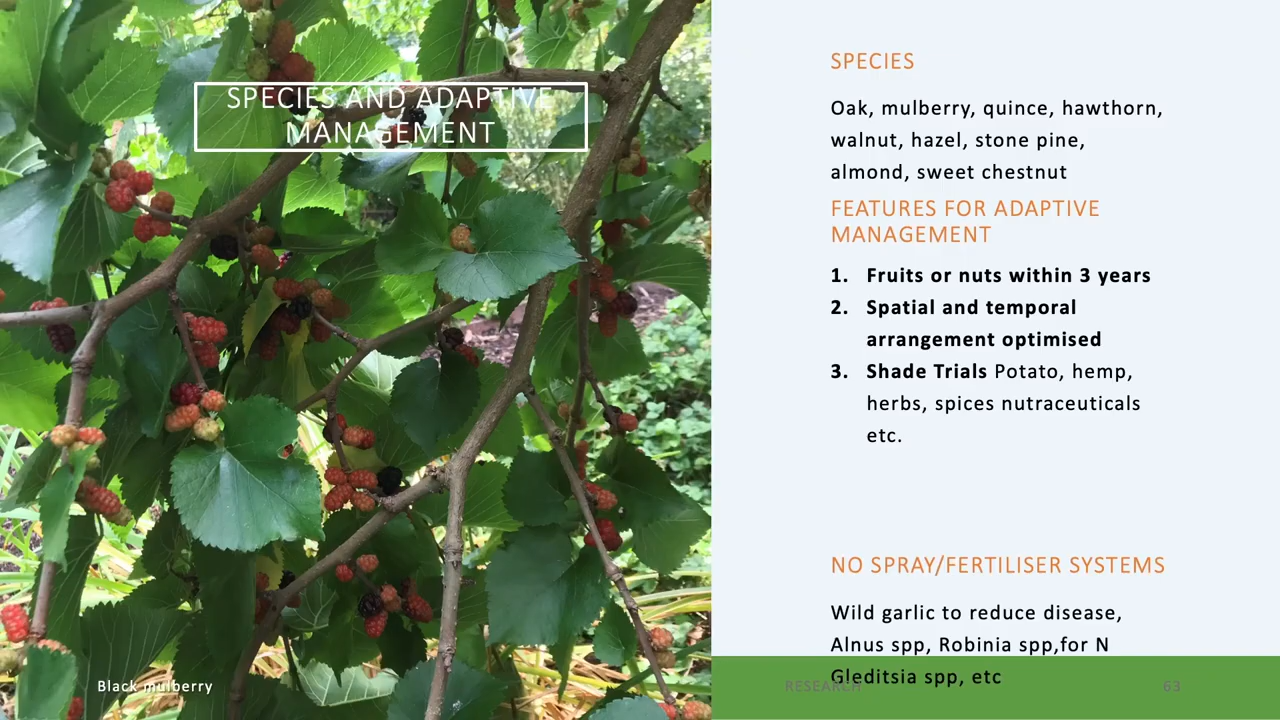 SPECIES AND ADAPTIVE
MANAGEMENT
Black mulberry
SPECIES
Oak, mulberry, quince, hawthorn,
walnut, hazel, stone pine,
almond, sweet chestnut
FEATURES FOR ADAPTIVE
MANAGEMENT
1. Fruits or nuts within 3 years
2. Spatial and temporal
arrangement optimised
3. Shade Trials Potato, hemp,
herbs, spices nutraceuticals
etc.
NO SPRAY/FERTILISER SYSTEMS
Wild garlic to reduce disease,
Alnus spp, Robinia spp,for N
Gleditsia spp, etc
RESEARCH
63